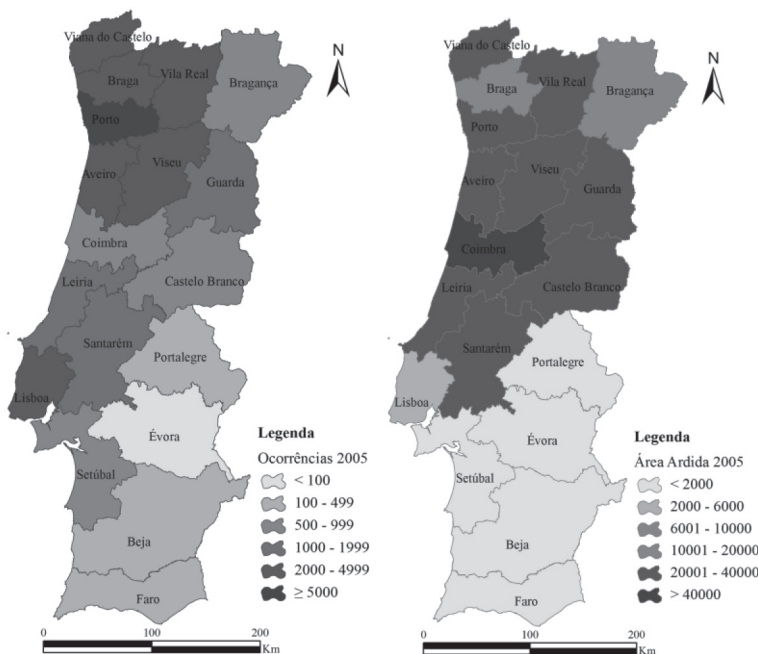 Viana do Castelo
Braga
Vila Real
Bragança
Porto
Aveiro
Viseu
Guarda
Coimbra
Castelo Branco
Leiria
Santarém
Portalegre
Lisboa
Évora
Setúbal
Beja
Faro
N
Legenda
Ocorrências 2005
< 100
100 - 499
500 - 999
1000 - 1999
2000 - 4999
≥ 5000
0 100 200
Km
Viana do Castelo
Braga
Vila Real
Bragança
Porto
Aveiro
Viseu
Guarda
Coimbra
Leiria
Castelo Branco
Santarém
Portalegre
Lisboa
Évora
Setúbal
Beja
Faro
N
Legenda
Área Ardida 2005
< 2000
2000 - 6000
6001 - 10000
10001 - 20000
20001 - 40000
> 40000
0 100 200
Km